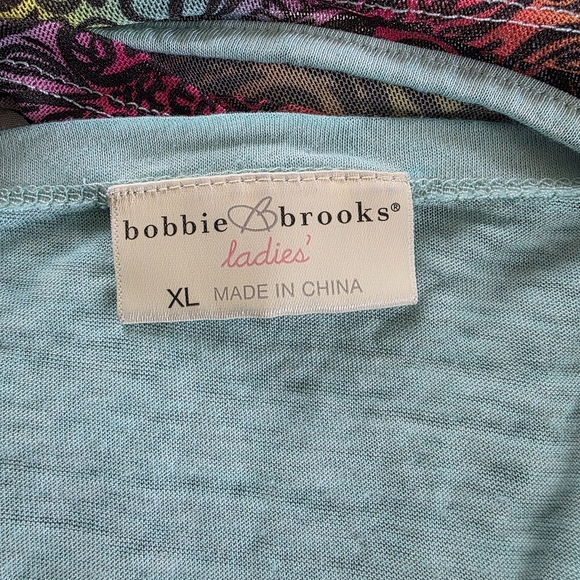 bobbie B brooks®
ladies'
XL MADE IN CHINA